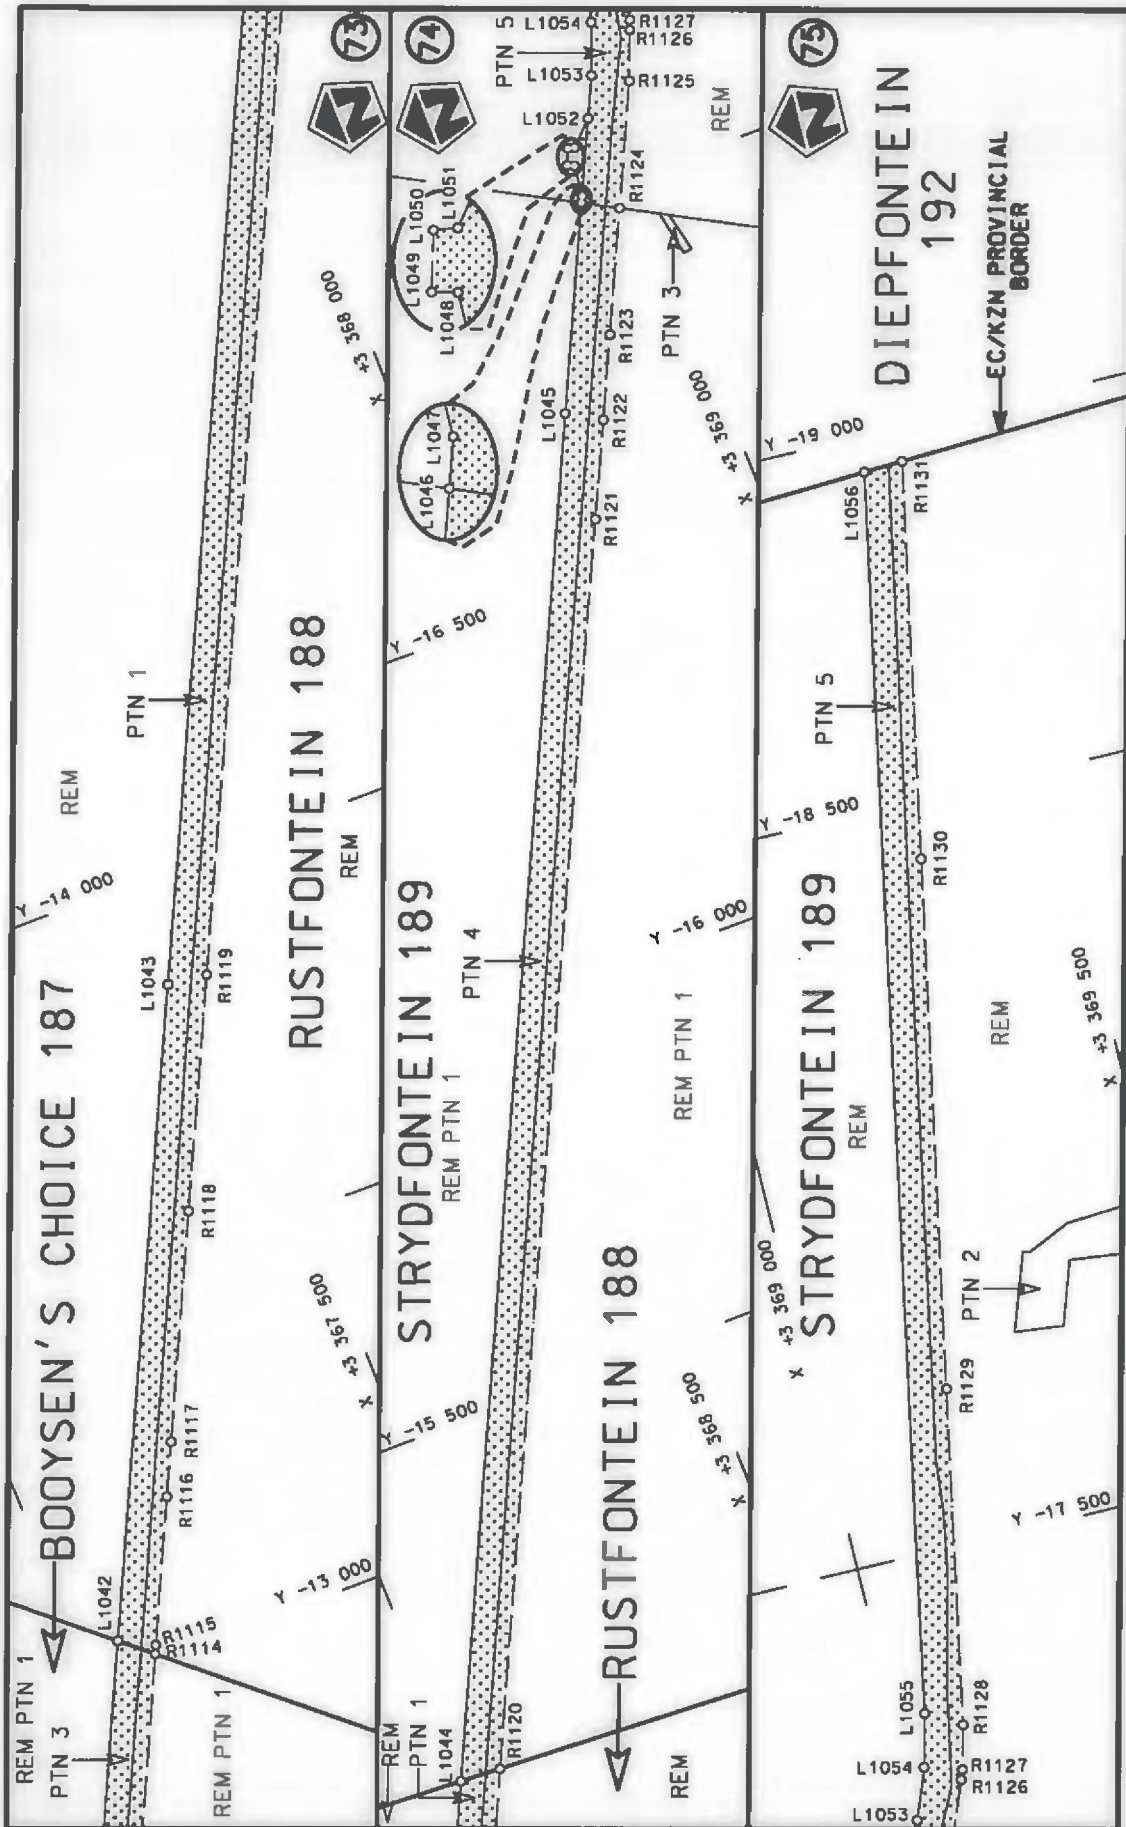 73
REM PTN 1
PTN 3
REM PTN 1
BOOYSEN'S CHOICE 187
L1042
R1115
R1114
R1116
R1117
R1118
L1043
R1119
Y -14 000
REM
PTN 1
RUSTFONTEIN 188
REM
Y -13 000
X +3 367 500
X +3 368 000
74
REM
PTN 1
L1044
R1120
REM
RUSTFONTEIN 188
STRYDFONTEIN 189
REM PTN 1
PTN 4
REM PTN 1
Y -15 500
Y -16 000
Y -16 500
X +3 368 500
X +3 369 000
L1045
L1046
L1047
L1048
L1049
L1050
L1051
L1052
L1053
L1054
PTN 5
R1121
R1122
R1123
R1124
R1125
R1126
R1127
PTN 3
REM
75
L1053
L1054
L1055
R1126
R1127
R1128
R1129
R1130
R1131
L1056
STRYDFONTEIN 189
REM
PTN 5
PTN 2
REM
Y -17 500
Y -18 500
Y -19 000
X +3 369 000
X +3 369 500
DIEPFONTEIN
192
EC/KZN PROVINCIAL
BORDER